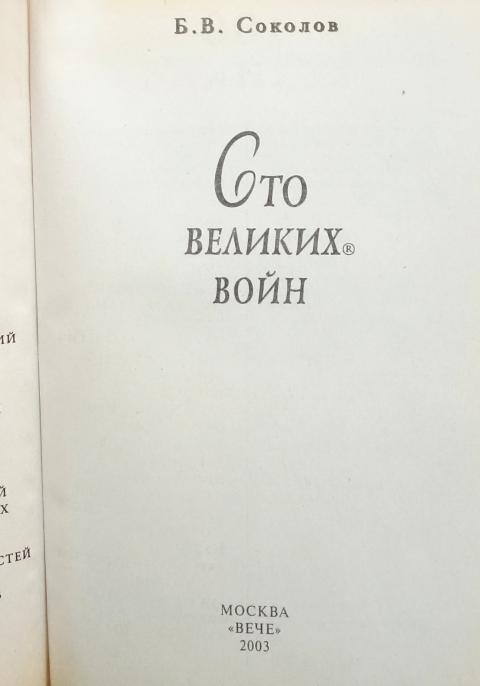 Б.В. Соколов
Сто
ВЕЛИКИХ®
ВОЙН
МОСКВА
«ВЕЧЕ»
2003